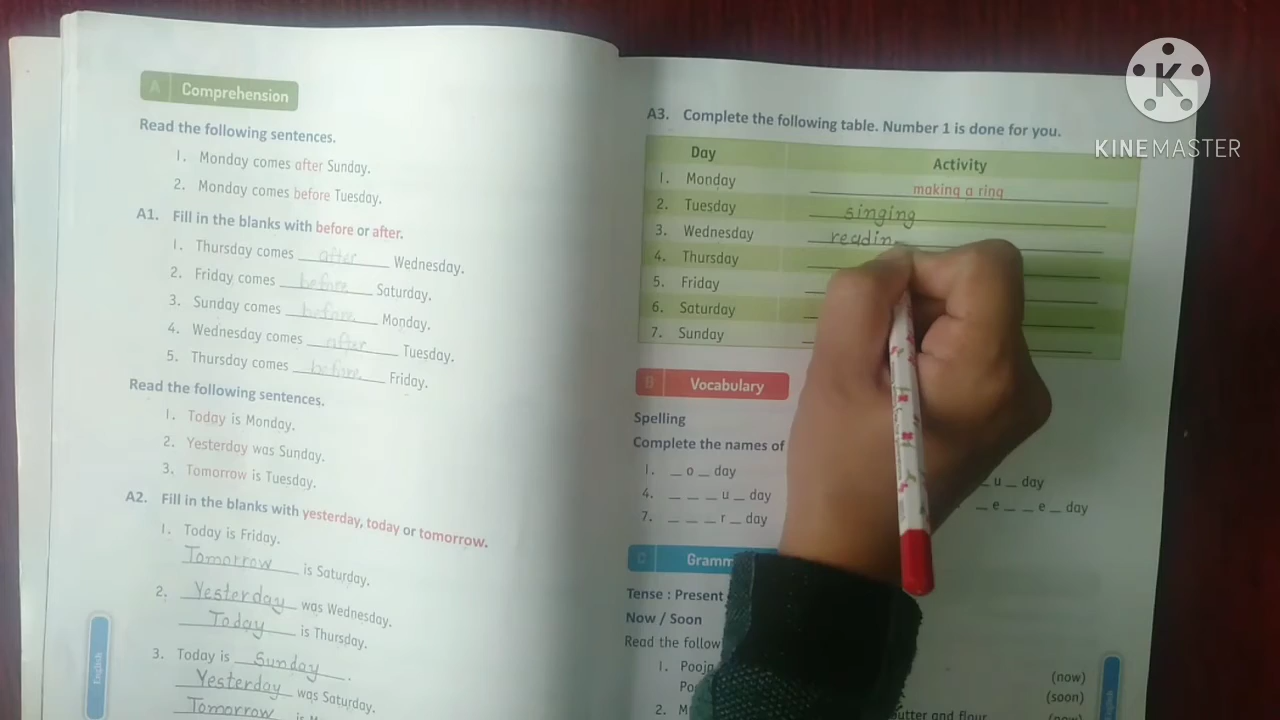 A Comprehension
Read the following sentences.
1. Monday comes after Sunday.
2. Monday comes before Tuesday.
A1. Fill in the blanks with before or after.
1. Thursday comes after Wednesday.
2. Friday comes before Saturday.
3. Sunday comes before Monday.
4. Wednesday comes after Tuesday.
5. Thursday comes before Friday.
Read the following sentences.
1. Today is Monday.
2. Yesterday was Sunday.
3. Tomorrow is Tuesday.
A2. Fill in the blanks with yesterday, today or tomorrow.
1. Today is Friday.
Tomorrow is Saturday.
2. Yesterday was Wednesday.
Today is Thursday.
3. Today is Sunday.
Yesterday was Saturday.
Tomorrow is
English
A3. Complete the following table. Number 1 is done for you.
Day Activity
1. Monday making a ring
2. Tuesday singing
3. Wednesday readin
4. Thursday
5. Friday
6. Saturday
7. Sunday
B Vocabulary
Spelling
Complete the names of
1. _ o _ day
_ u _ day
4. _ _ _ u _ day
_ e _ _ e _ day
7. _ _ _ r _ day
C Gramm
Tense : Present
Now / Soon
Read the follow
1. Pooja (now)
(soon)
2. utter and flour (now)
English
K
KINEMASTER